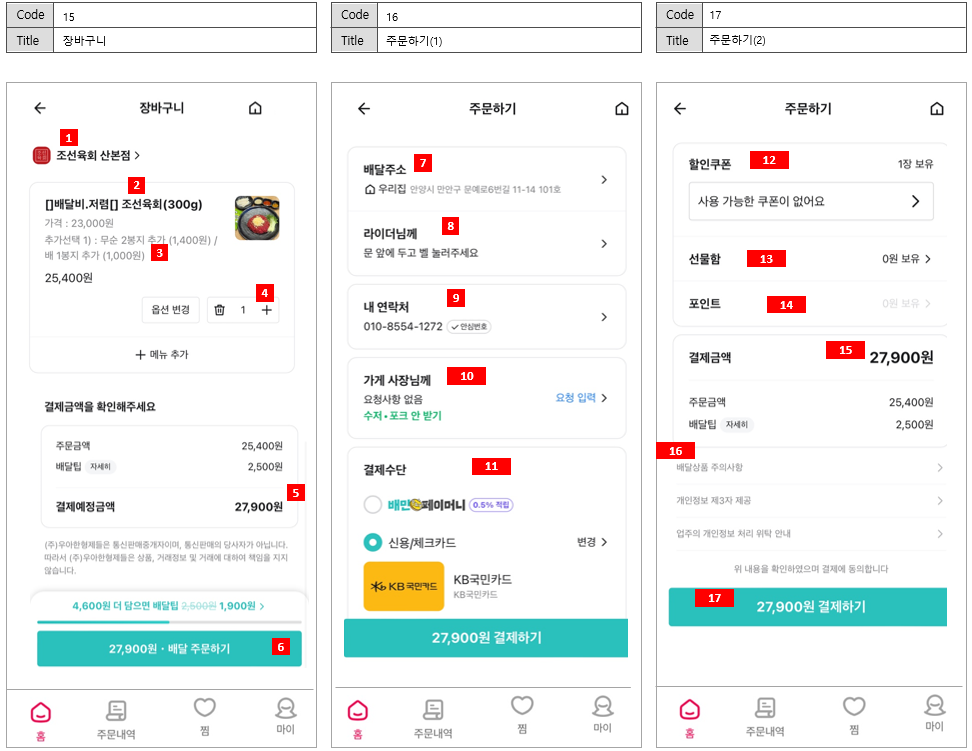 Code 15
Title 장바구니
장바구니
1
조선육회 산본점 >
2
[]배달비.저렴[] 조선육회(300g)
가격 : 23,000원
추가선택 1) : 무순 2봉지 추가 (1,400원) /
배 1봉지 추가 (1,000원) 3
25,400원
4
옵션 변경 1 +
+ 메뉴 추가
결제금액을 확인해주세요
주문금액 25,400원
배달팁 자세히 2,500원
5
결제예정금액 27,900원
(주)우아한형제들은 통신판매중개자이며, 통신판매의 당사자가 아닙니다.
따라서 (주)우아한형제들은 상품, 거래정보 및 거래에 대하여 책임을 지지
않습니다.
4,600원 더 담으면 배달팁 2,500원 1,900원 >
27,900원 · 배달 주문하기 6
홈 주문내역 찜 마이
Code 16
Title 주문하기(1)
주문하기
배달주소 7
우리집 안양시 만안구 문예로6번길 11-14 101호
라이더님께 8
문 앞에 두고 벨 눌러주세요
내 연락처 9
010-8554-1272 안심번호
가게 사장님께 10
요청사항 없음 요청 입력 >
수저 • 포크 안 받기
결제수단 11
배민페이머니 0.5% 적립
신용/체크카드 변경 >
KB국민카드 KB국민카드
KB국민카드
27,900원 결제하기
홈 주문내역 찜 마이
Code 17
Title 주문하기(2)
주문하기
할인쿠폰 12 1장 보유
사용 가능한 쿠폰이 없어요 >
선물함 13 0원 보유 >
포인트 14 0원 보유 >
결제금액 15 27,900원
주문금액 25,400원
배달팁 자세히 2,500원
16
배달상품 주의사항 >
개인정보 제3자 제공 >
업주의 개인정보 처리 위탁 안내 >
위 내용을 확인하였으며 결제에 동의합니다
17 27,900원 결제하기
홈 주문내역 찜 마이